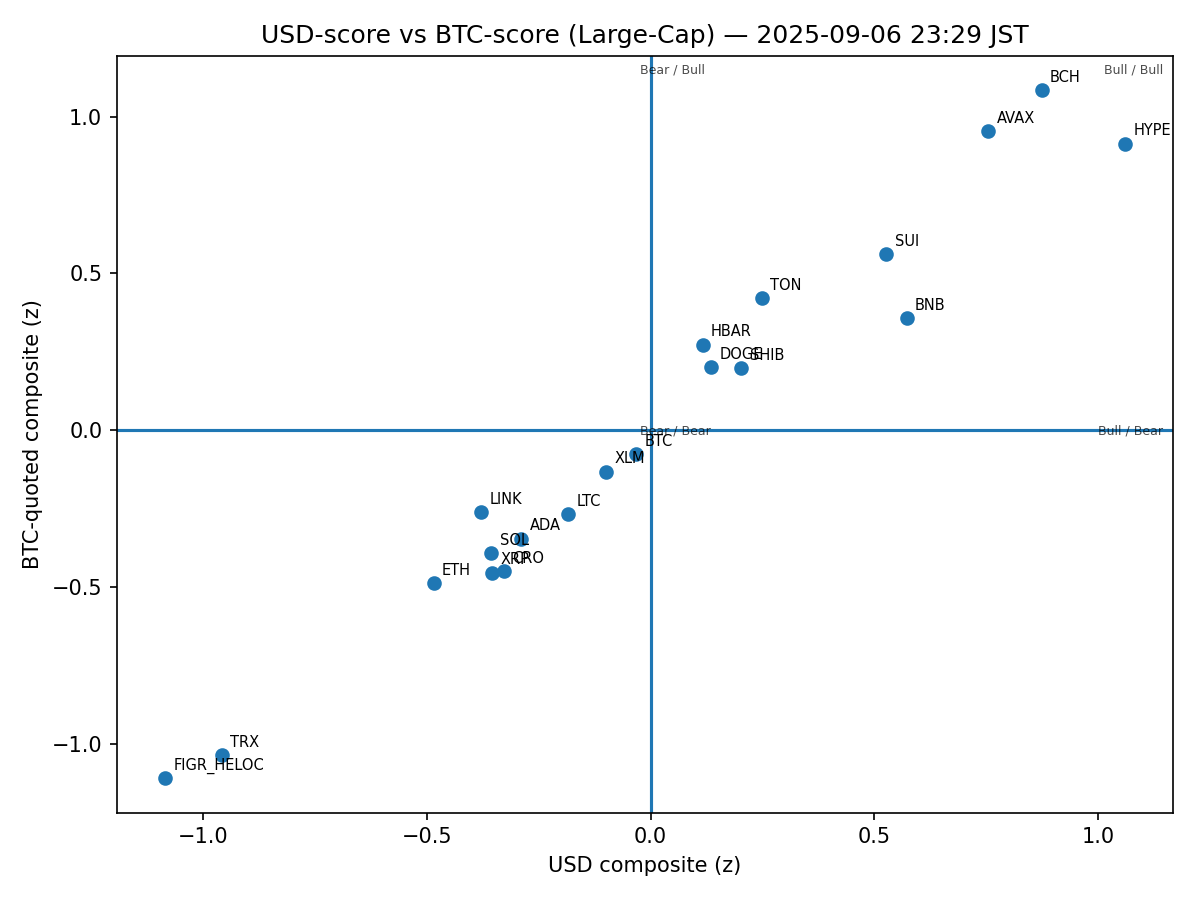 USD-score vs BTC-score (Large-Cap) — 2025-09-06 23:29 JST
Bear / Bull
Bull / Bull
BCH
AVAX
HYPE
SUI
TON
BNB
HBAR
DOGE
SHIB
Bear / Bear
Bull / Bear
BTC
XLM
LINK
LTC
ADA
SOL
XRP
CRO
ETH
TRX
FIGR_HELOC
1.0
0.5
0.0
−0.5
−1.0
BTC-quoted composite (z)
−1.0
−0.5
0.0
0.5
1.0
USD composite (z)